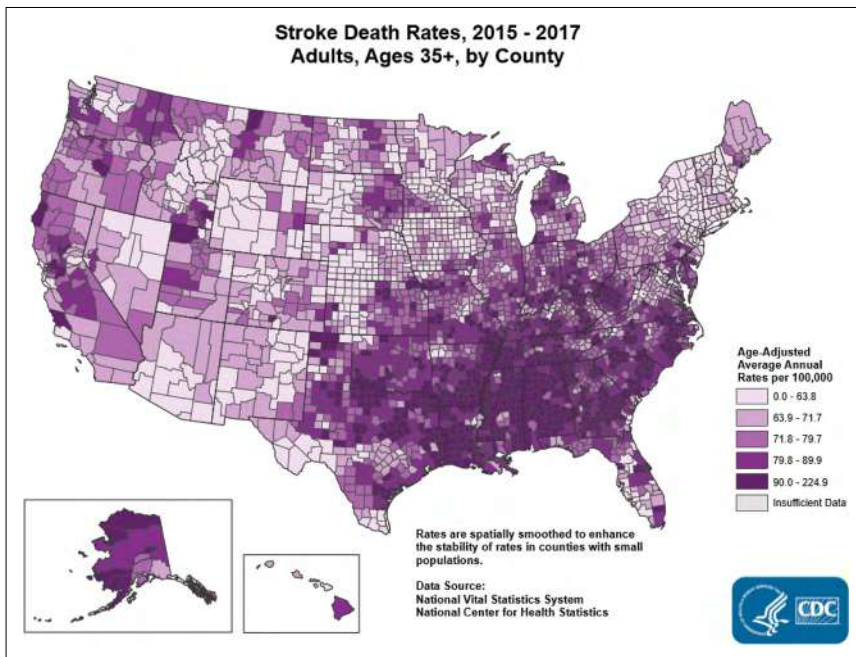 Stroke Death Rates, 2015 - 2017
Adults, Ages 35+, by County
Age-Adjusted
Average Annual
Rates per 100,000
0.0 - 63.8
63.9 - 71.7
71.8 - 79.7
79.8 - 89.9
90.0 - 224.9
Insufficient Data
Rates are spatially smoothed to enhance
the stability of rates in counties with small
populations.
Data Source:
National Vital Statistics System
National Center for Health Statistics
CDC